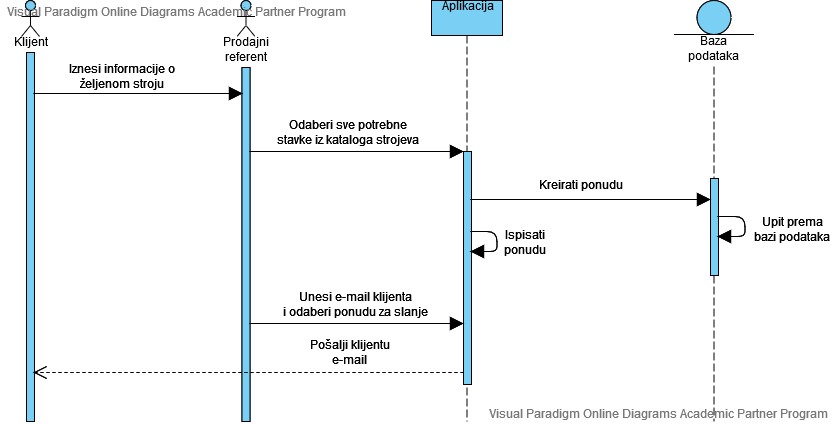 Visual Paradigm Online Diagrams Academic Partner Program
Aplikacija
Klijent
Prodajni
referent
Baza
podataka
Iznesi informacije o
željenom stroju
Odaberi sve potrebne
stavke iz kataloga strojeva
Kreirati ponudu
Upit prema
bazi podataka
Ispisati
ponudu
Unesi e-mail klijenta
i odaberi ponudu za slanje
Pošalji klijentu
e-mail
Visual Paradigm Online Diagrams Academic Partner Program